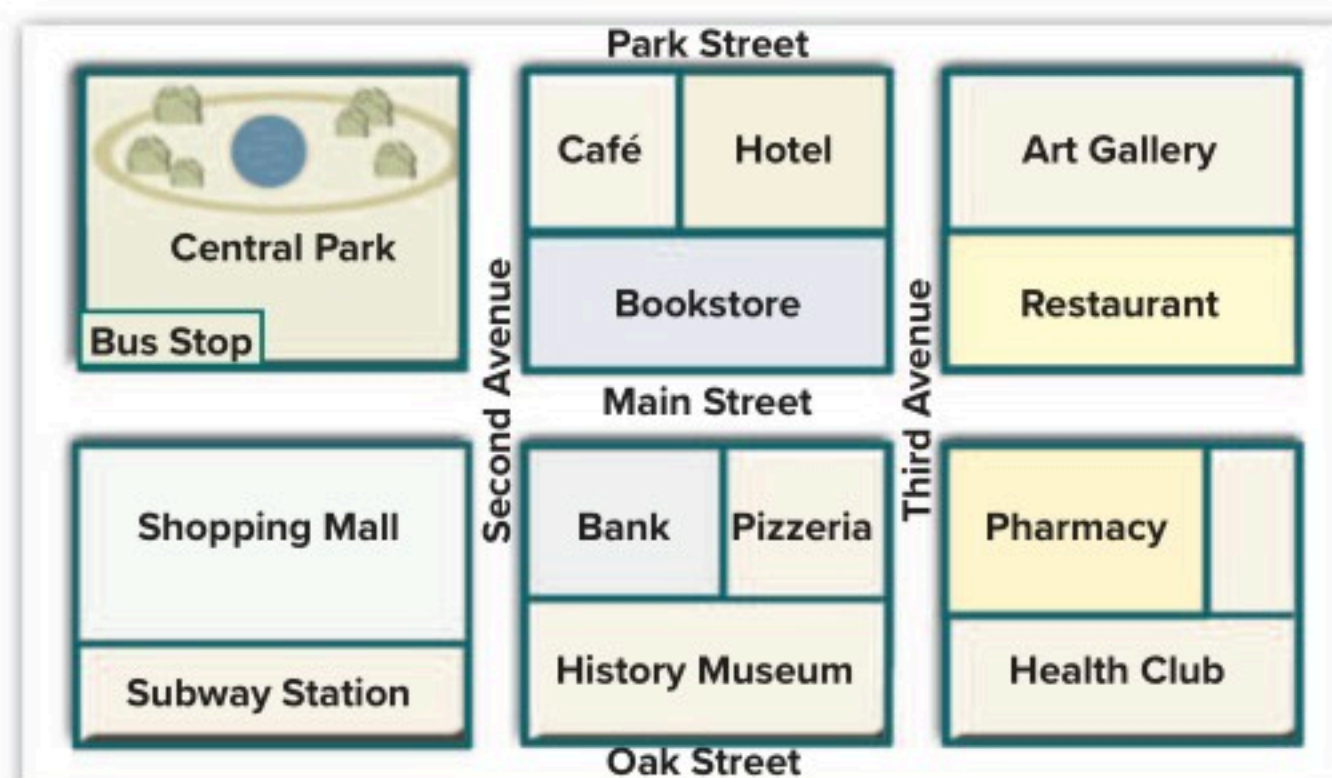 Park Street
Café
Hotel
Art Gallery
Central Park
Bookstore
Restaurant
Bus Stop
Second Avenue
Main Street
Third Avenue
Shopping Mall
Bank
Pizzeria
Pharmacy
Subway Station
History Museum
Health Club
Oak Street